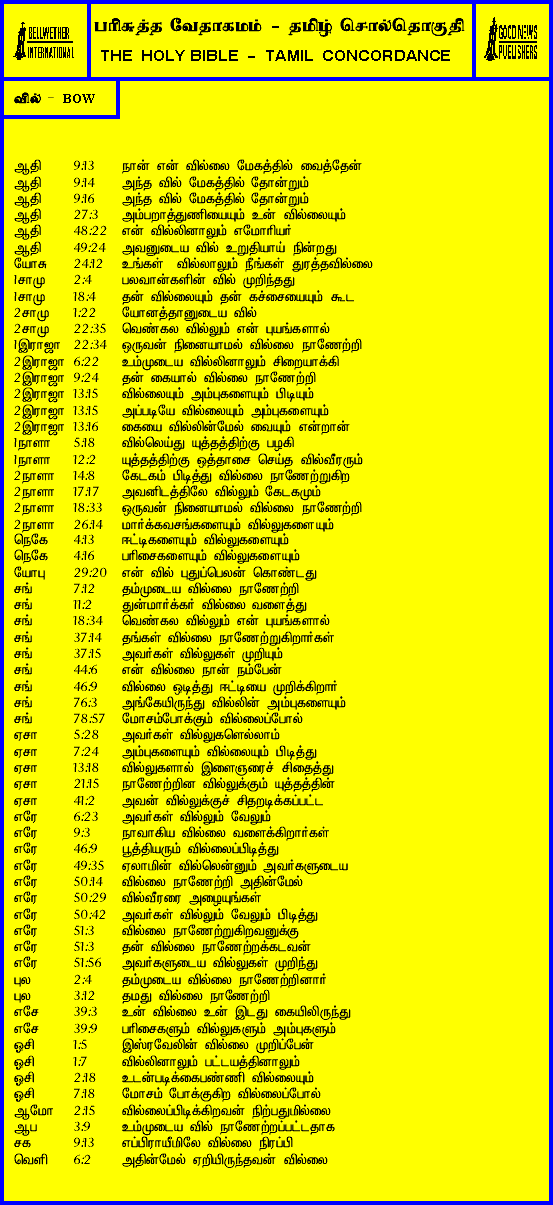 BELLWETHER INTERNATIONAL
பரிசுத்த வேதாகமம் - தமிழ் சொல்தொகுதி
THE HOLY BIBLE - TAMIL CONCORDANCE
GOOD NEWS PUBLISHERS
வில் - BOW
ஆதி 9:13 நான் என் வில்லை மேகத்தில் வைத்தேன்
ஆதி 9:14 அந்த வில் மேகத்தில் தோன்றும்
ஆதி 9:16 அந்த வில் மேகத்தில் தோன்றும்
ஆதி 27:3 அம்பறாத்துணியையும் உன் வில்லையும்
ஆதி 48:22 என் வில்லினாலும் எமோரியர்
ஆதி 49:24 அவனுடைய வில் உறுதியாய் நின்றது
யோசு 24:12 உங்கள் வில்லாலும் நீங்கள் துரத்தவில்லை
1சாமு 2:4 பலவான்களின் வில் முறிந்தது
1சாமு 18:4 தன் வில்லையும் தன் கச்சையையும் கூட
2சாமு 1:22 யோனத்தானுடைய வில்
2சாமு 22:35 வெண்கல வில்லும் என் புயங்களால்
1இராஜா 22:34 ஒருவன் நினையாமல் வில்லை நாணேற்றி
2இராஜா 6:22 உம்முடைய வில்லினாலும் சிறையாக்கி
2இராஜா 9:24 தன் கையால் வில்லை நாணேற்றி
2இராஜா 13:15 வில்லையும் அம்புகளையும் பிடியும்
2இராஜா 13:15 அப்படியே வில்லையும் அம்புகளையும்
2இராஜா 13:16 கையை வில்லின்மேல் வையும் என்றான்
1நாளா 5:18 வில்லெய்து யுத்தத்திற்கு பழகி
1நாளா 12:2 யுத்தத்திற்கு ஒத்தாசை செய்த வில்வீரரும்
2நாளா 14:8 கேடகம் பிடித்து வில்லை நாணேற்றுகிற
2நாளா 17:17 அவனிடத்திலே வில்லும் கேடகமும்
2நாளா 18:33 ஒருவன் நினையாமல் வில்லை நாணேற்றி
2நாளா 26:14 மார்க்கவசங்களையும் வில்லுகளையும்
நெகே 4:13 ஈட்டிகளையும் வில்லுகளையும்
நெகே 4:16 பரிசைகளையும் வில்லுகளையும்
யோபு 29:20 என் வில் புதுப்பெலன் கொண்டது
சங் 7:12 தம்முடைய வில்லை நாணேற்றி
சங் 11:2 துன்மார்க்கர் வில்லை வளைத்து
சங் 18:34 வெண்கல வில்லும் என் புயங்களால்
சங் 37:14 தங்கள் வில்லை நாணேற்றுகிறார்கள்
சங் 37:15 அவர்கள் வில்லுகள் முறியும்
சங் 44:6 என் வில்லை நான் நம்பேன்
சங் 46:9 வில்லை ஒடித்து ஈட்டியை முறிக்கிறார்
சங் 76:3 அங்கேயிருந்து வில்லின் அம்புகளையும்
சங் 78:57 மோசம்போக்கும் வில்லைப்போல்
ஏசா 5:28 அவர்கள் வில்லுகளெல்லாம்
ஏசா 7:24 அம்புகளையும் வில்லையும் பிடித்து
ஏசா 13:18 வில்லுகளால் இளைஞரைச் சிதைத்து
ஏசா 21:15 நாணேற்றின வில்லுக்கும் யுத்தத்தின்
ஏசா 41:2 அவன் வில்லுக்குச் சிதறடிக்கப்பட்ட
எரே 6:23 அவர்கள் வில்லும் வேலும்
எரே 9:3 நாவாகிய வில்லை வளைக்கிறார்கள்
எரே 46:9 பூத்தியரும் வில்லைப்பிடித்து
எரே 49:35 ஏலாமின் வில்லென்னும் அவர்களுடைய
எரே 50:14 வில்லை நாணேற்றி அதின்மேல்
எரே 50:29 வில்வீரரை அழையுங்கள்
எரே 50:42 அவர்கள் வில்லும் வேலும் பிடித்து
எரே 51:3 வில்லை நாணேற்றுகிறவனுக்கு
எரே 51:3 தன் வில்லை நாணேற்றக்கடவன்
எரே 51:56 அவர்களுடைய வில்லுகள் முறிந்து
புல 2:4 தம்முடைய வில்லை நாணேற்றினார்
புல 3:12 தமது வில்லை நாணேற்றி
எசே 39:3 உன் வில்லை உன் இடது கையிலிருந்து
எசே 39:9 பரிசைகளும் வில்லுகளும் அம்புகளும்
ஓசி 1:5 இஸ்ரவேலின் வில்லை முறிப்பேன்
ஓசி 1:7 வில்லினாலும் பட்டயத்தினாலும்
ஓசி 2:18 உடன்படிக்கைபண்ணி வில்லையும்
ஓசி 7:18 மோசம் போக்குகிற வில்லைப்போல்
ஆமோ 2:15 வில்லைப்பிடிக்கிறவன் நிற்பதுமில்லை
ஆப 3:9 உம்முடைய வில் நாணேற்றப்பட்டதாக
சக 9:13 எப்பிராயீமிலே வில்லை நிரப்பி
வெளி 6:2 அதின்மேல் ஏறியிருந்தவன் வில்லை